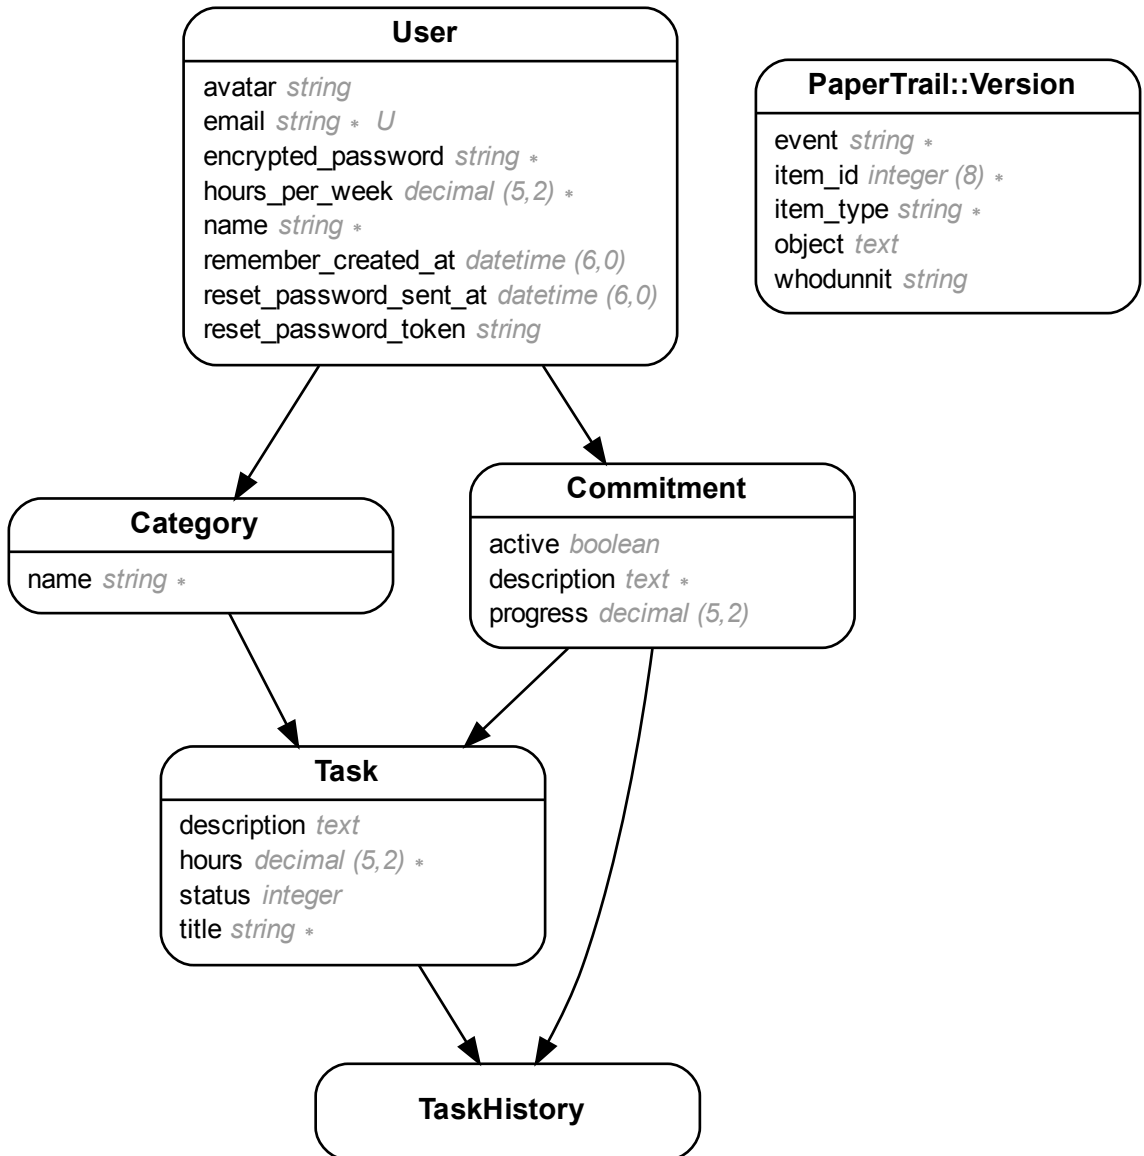 User
avatar string
email string * U
encrypted_password string *
hours_per_week decimal (5,2) *
name string *
remember_created_at datetime (6,0)
reset_password_sent_at datetime (6,0)
reset_password_token string
PaperTrail::Version
event string *
item_id integer (8) *
item_type string *
object text
whodunnit string
Category
name string *
Commitment
active boolean
description text *
progress decimal (5,2)
Task
description text
hours decimal (5,2) *
status integer
title string *
TaskHistory